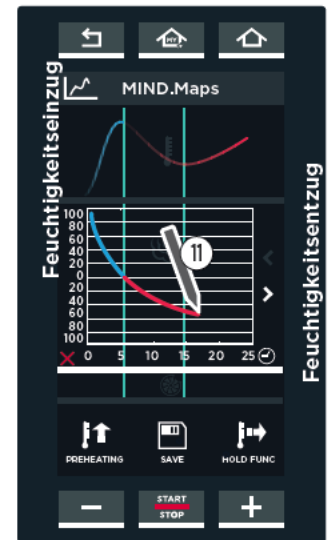 MY
MIND.Maps
Feuchtigkeitseinzug
Feuchtigkeitsentzug
100
80
60
40
20
0
20
40
60
80
100
11
0 5 10 15 20 25
PREHEATING SAVE HOLD FUNC
START
STOP